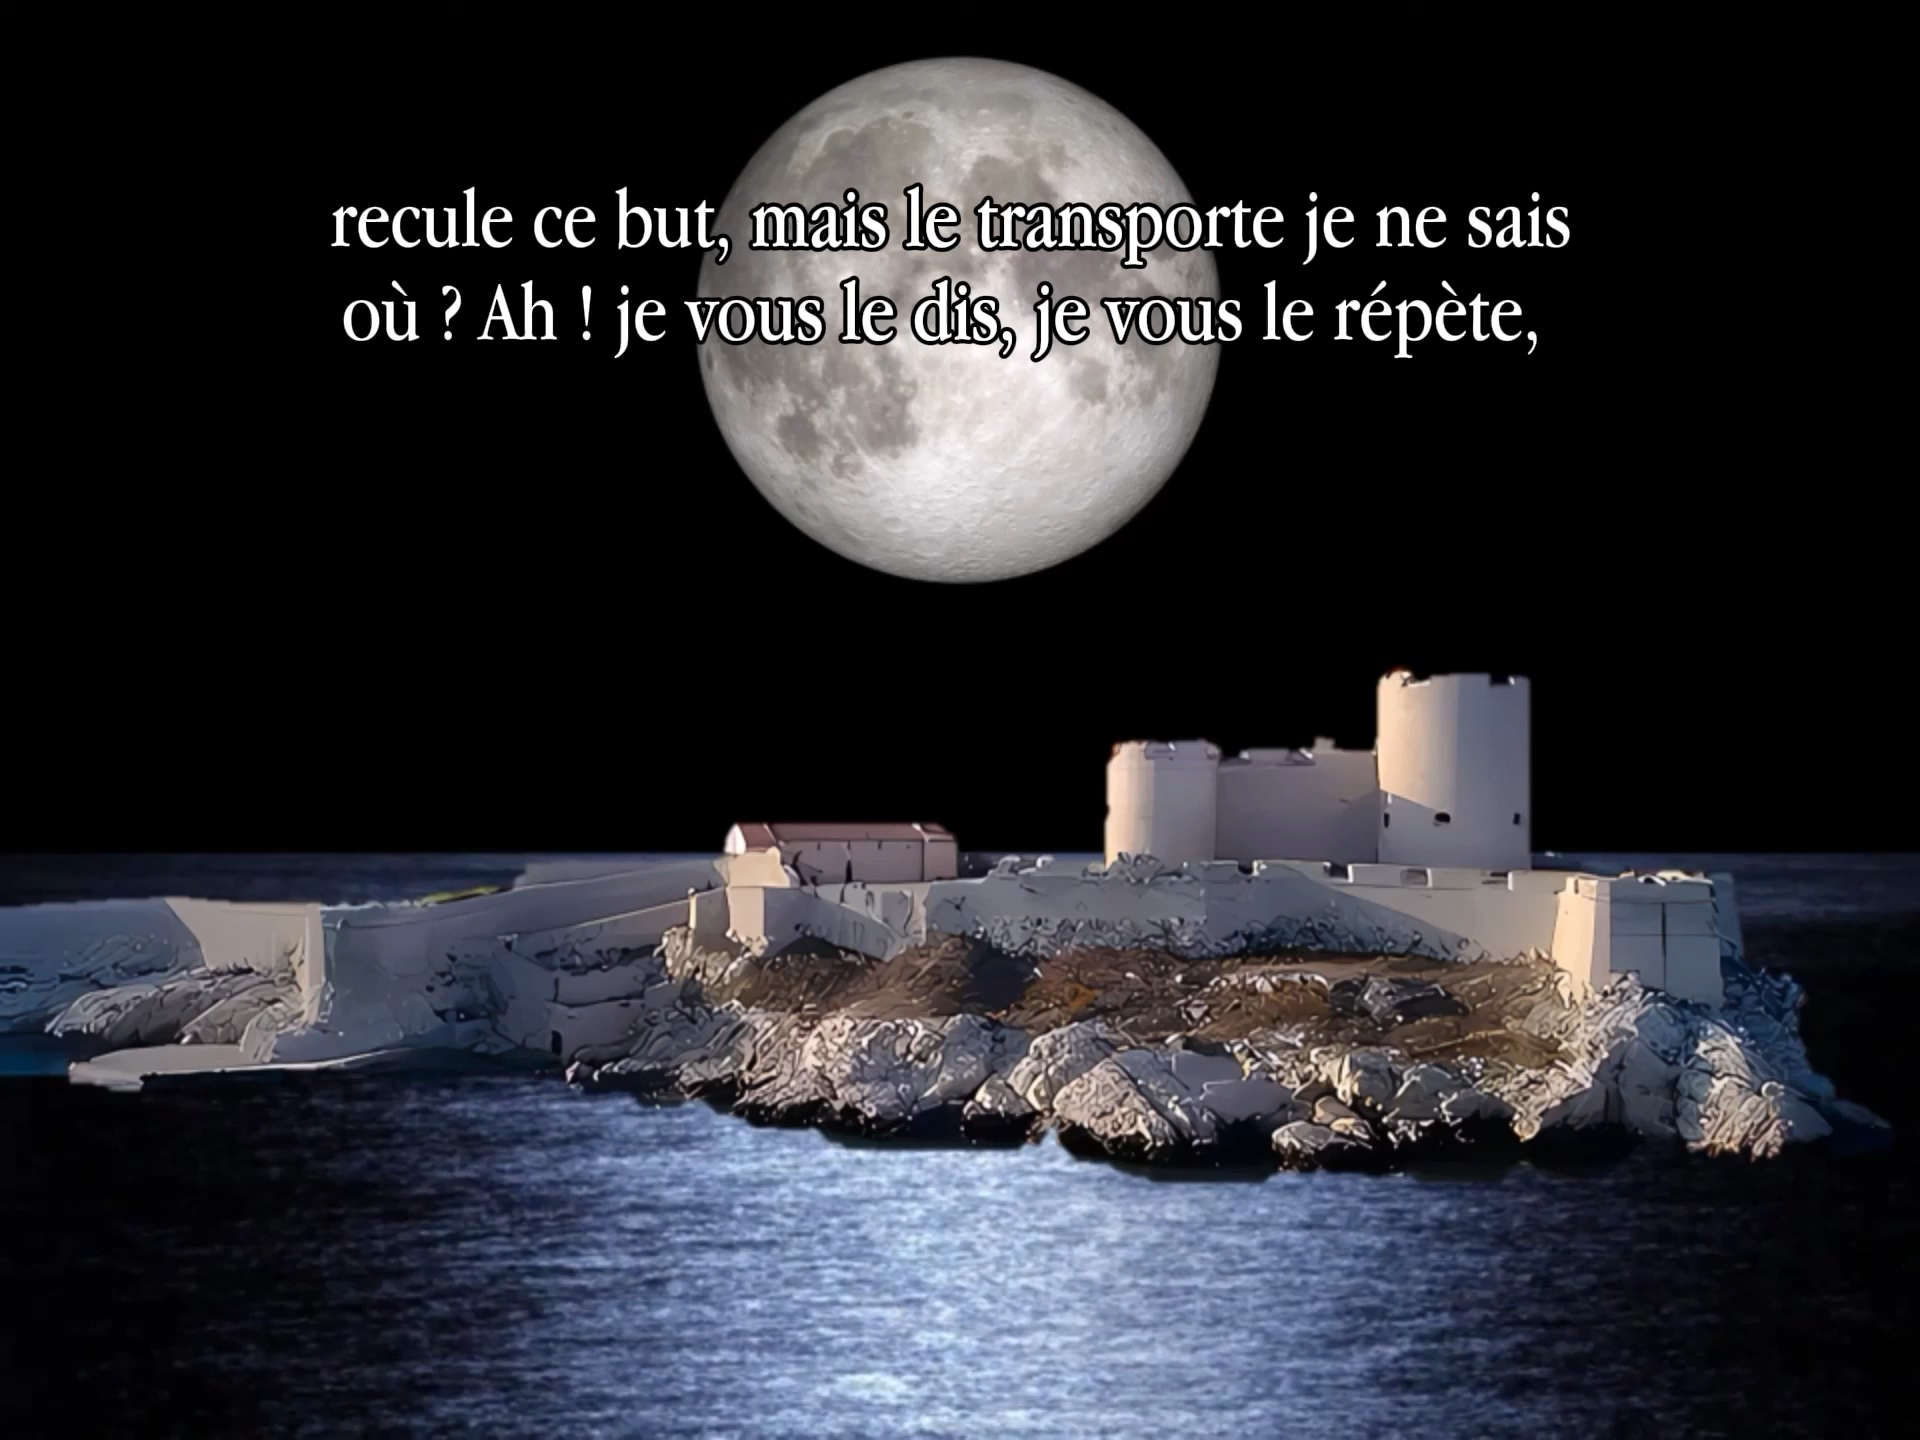 recule ce but, mais le transporte je ne sais
où ? Ah ! je vous le dis, je vous le répète,